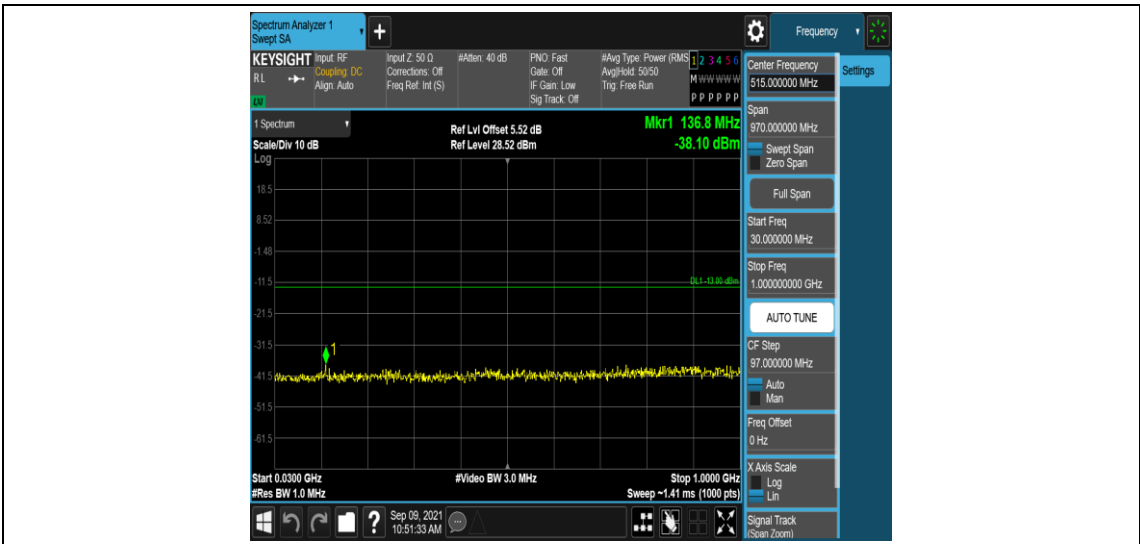 Spectrum Analyzer 1
Swept SA
+
Frequency
KEYSIGHT
RL
LXI
Input: RF
Coupling: DC
Align: Auto
Input Z: 50 Ω
Corrections: Off
Freq Ref: Int (S)
#Atten: 40 dB
PNO: Fast
Gate: Off
IF Gain: Low
Sig Track: Off
#Avg Type: Power (RMS
Avg|Hold: 50/50
Trig: Free Run
1 2 3 4 5 6
M W W W W W
P P P P P P
1 Spectrum
Scale/Div 10 dB
Log
Ref Lvl Offset 5.52 dB
Ref Level 28.52 dBm
Mkr1 136.8 MHz
-38.10 dBm
18.5
8.52
-1.48
-11.5
DL1 -13.00 dBm
-21.5
-31.5
1
-41.5
-51.5
-61.5
Start 0.0300 GHz
#Res BW 1.0 MHz
#Video BW 3.0 MHz
Stop 1.0000 GHz
Sweep ~1.41 ms (1000 pts)
?
Sep 09, 2021
10:51:33 AM
Center Frequency
515.000000 MHz
Settings
Span
970.000000 MHz
Swept Span
Zero Span
Full Span
Start Freq
30.000000 MHz
Stop Freq
1.000000000 GHz
AUTO TUNE
CF Step
97.000000 MHz
Auto
Man
Freq Offset
0 Hz
X Axis Scale
Log
Lin
Signal Track
(Span Zoom)